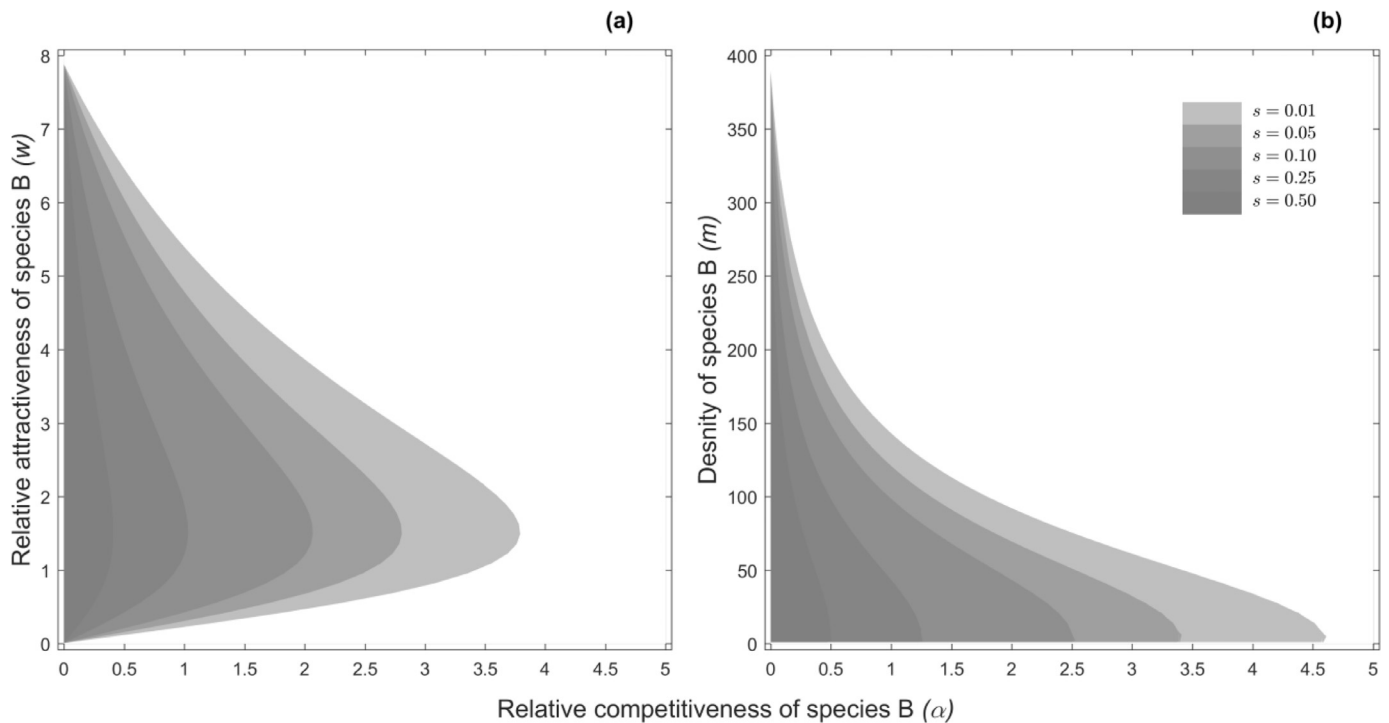 (a)
(b)
8
7
6
5
4
3
2
1
0
0 0.5 1 1.5 2 2.5 3 3.5 4 4.5 5
Relative attractiveness of species B (w)
400
350
300
250
200
150
100
50
0
0 0.5 1 1.5 2 2.5 3 3.5 4 4.5 5
Desnity of species B (m)
s = 0.01
s = 0.05
s = 0.10
s = 0.25
s = 0.50
Relative competitiveness of species B (α)